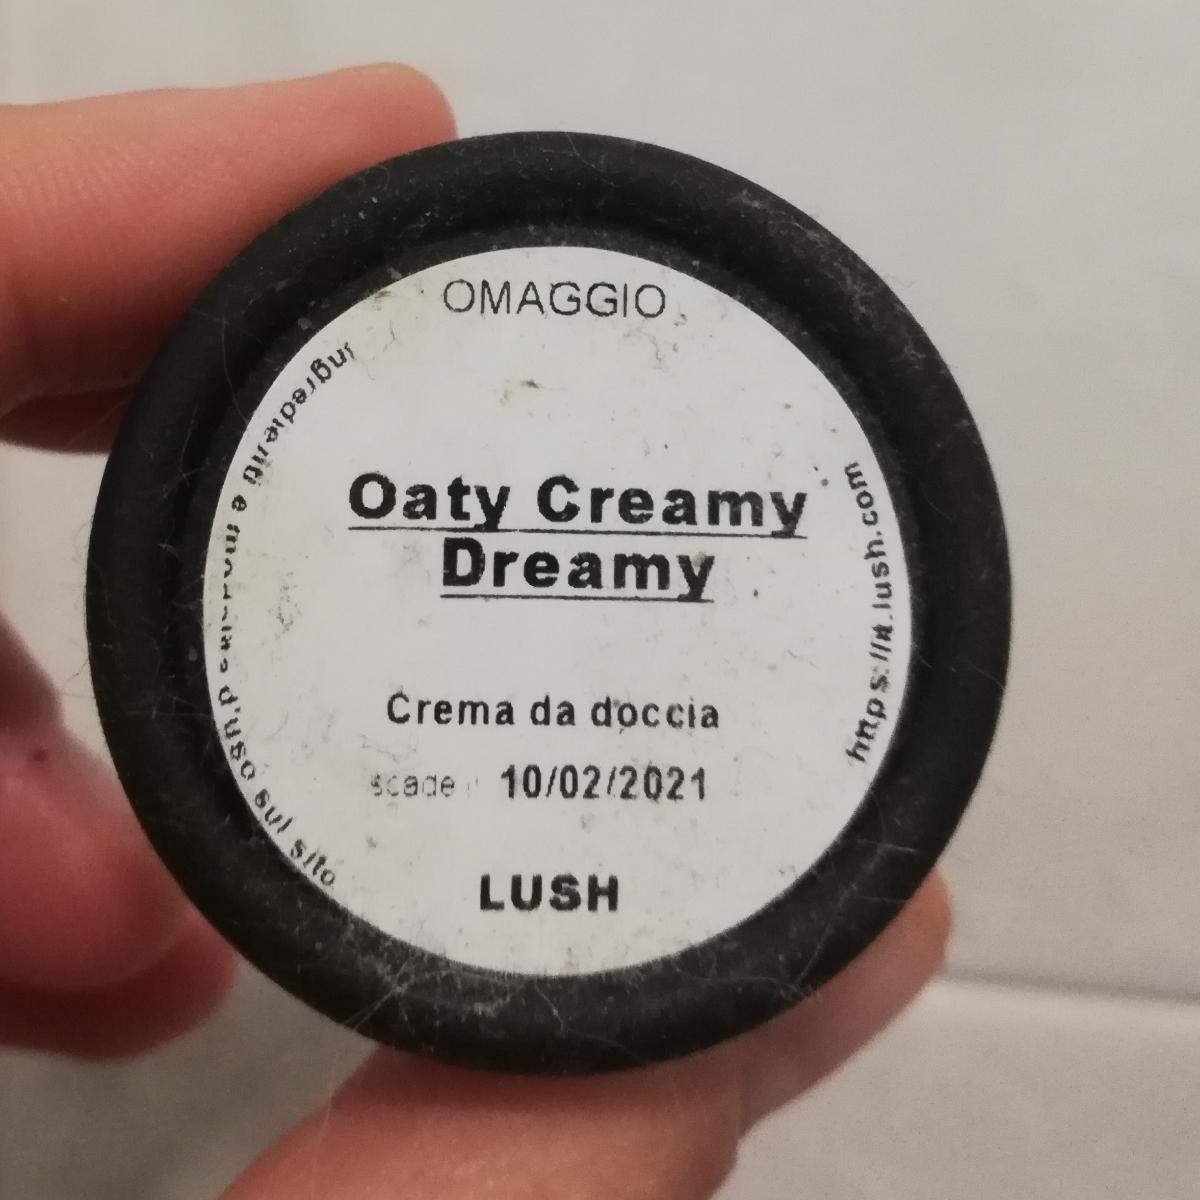 OMAGGIO
Oaty Creamy
Dreamy
Crema da doccia
scade : 10/02/2021
LUSH
ingredienti e modalità d'uso sul sito
https://it.lush.com